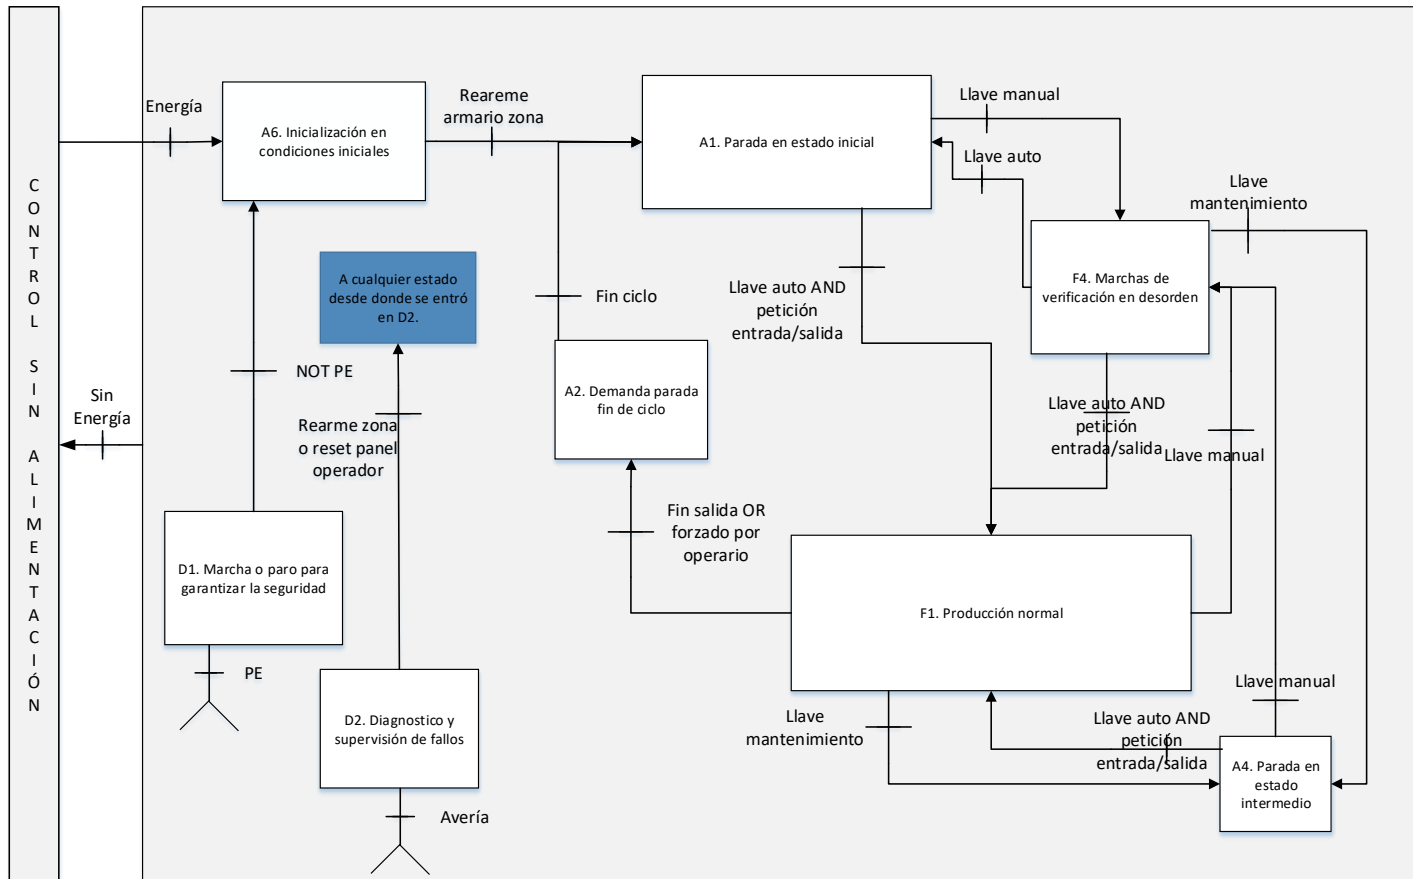 CONTROL SIN ALIMENTACIÓN
Energía
A6. Inicialización en
condiciones iniciales
Reareme
armario zona
A1. Parada en estado inicial
Llave manual
Llave auto
Llave
mantenimiento
F4. Marchas de
verificación en desorden
A cualquier estado
desde donde se entró
en D2.
Fin ciclo
Llave auto AND
petición
entrada/salida
NOT PE
A2. Demanda parada
fin de ciclo
Sin
Energía
Rearme zona
o reset panel
operador
Llave auto AND
petición
entrada/salida
Llave manual
Fin salida OR
forzado por
operario
D1. Marcha o paro para
garantizar la seguridad
F1. Producción normal
PE
D2. Diagnostico y
supervisión de fallos
Llave
mantenimiento
Llave manual
Llave auto AND
petición
entrada/salida
A4. Parada en
estado
intermedio
Avería